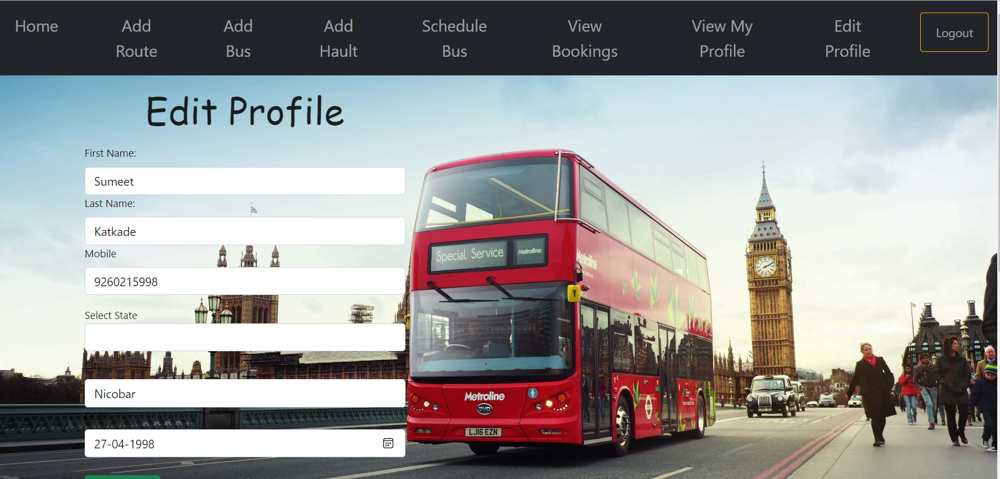 Home
Add Route
Add Bus
Add Hault
Schedule Bus
View Bookings
View My Profile
Edit Profile
Logout
Edit Profile
First Name:
Sumeet
Last Name:
Katkade
Mobile
9260215998
Select State
City :
Nicobar
DOB:
27-04-1998
Special Service
Metroline
Metroline
Metroline
BYD
LJ16 EZN